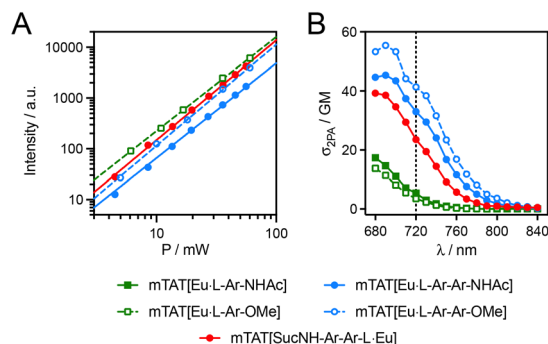 A
B
Intensity / a.u.
10000
1000
100
10
10
100
P / mW
σ2PA / GM
60
40
20
0
680
720
760
800
840
λ / nm
mTAT[Eu·L-Ar-NHAc]
mTAT[Eu·L-Ar-Ar-NHAc]
mTAT[Eu·L-Ar-OMe]
mTAT[Eu·L-Ar-Ar-OMe]
mTAT[SucNH-Ar-Ar-L·Eu]